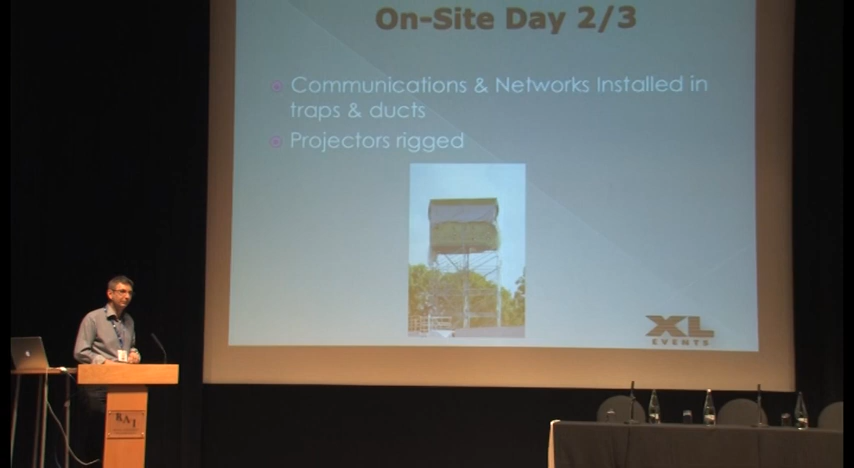 On-Site Day 2/3
Communications & Networks Installed in
traps & ducts
Projectors rigged
XL
EVENTS
RAI